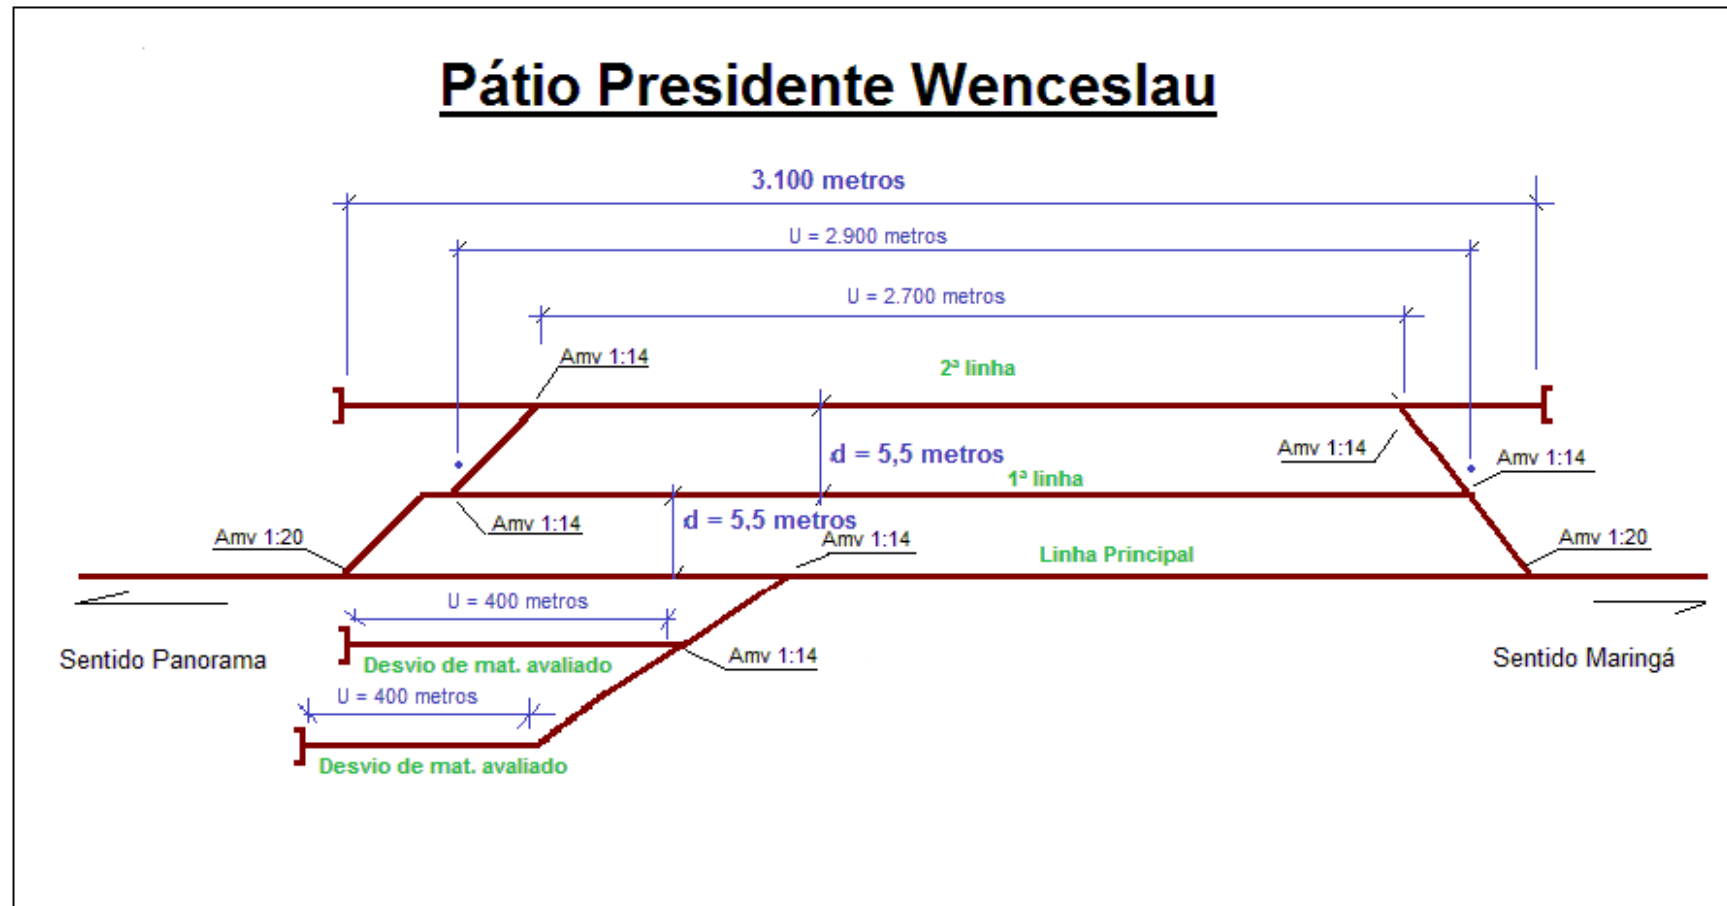 Pátio Presidente Wenceslau
3.100 metros
U = 2.900 metros
U = 2.700 metros
Amv 1:14
2ª linha
d = 5,5 metros
Amv 1:14
Amv 1:14
1ª linha
Amv 1:14
d = 5,5 metros
Amv 1:20
Amv 1:14
Linha Principal
Amv 1:20
U = 400 metros
Sentido Panorama
Desvio de mat. avaliado
Amv 1:14
Sentido Maringá
U = 400 metros
Desvio de mat. avaliado